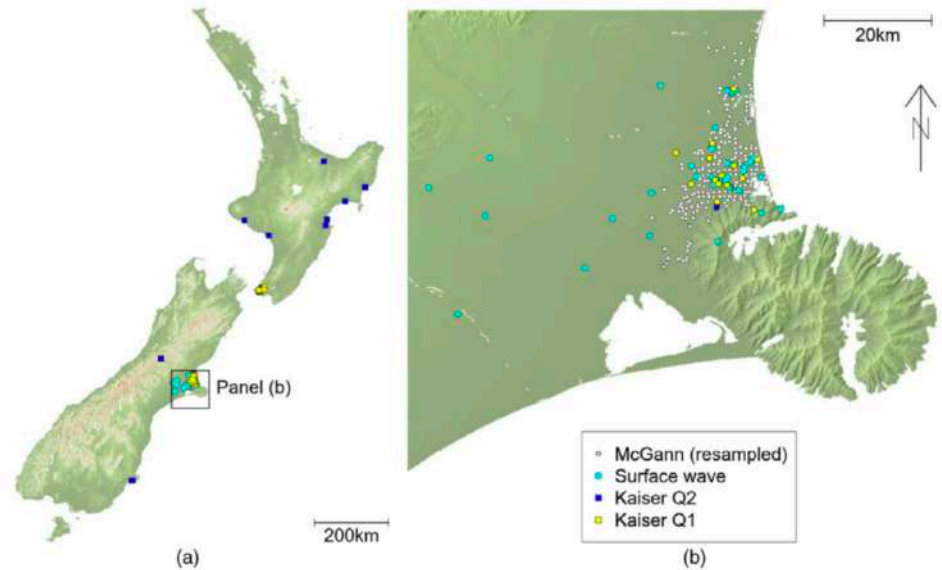 20km
N
Panel (b)
McGann (resampled)
Surface wave
Kaiser Q2
Kaiser Q1
200km
(a)
(b)